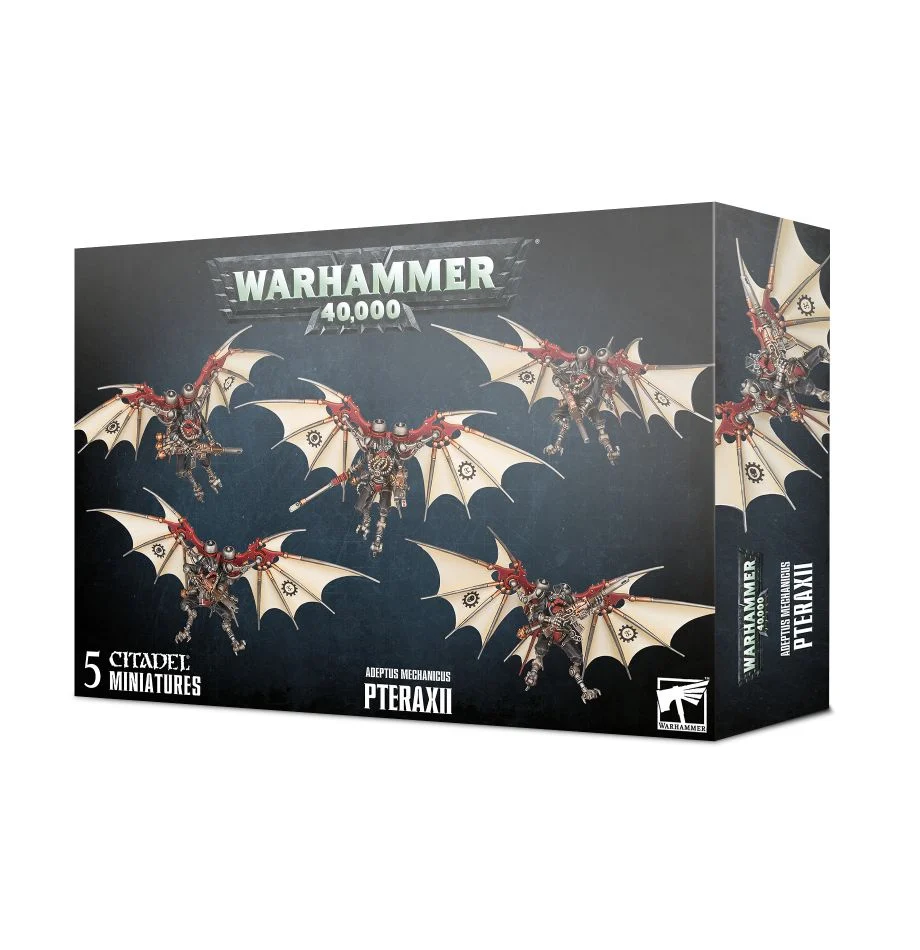 WARHAMMER®
40,000
5 CITADEL
MINIATURES
ADEPTUS MECHANICUS
PTERAXII
WARHAMMER
WARHAMMER
40,000
ADEPTUS MECHANICUS
PTERAXII